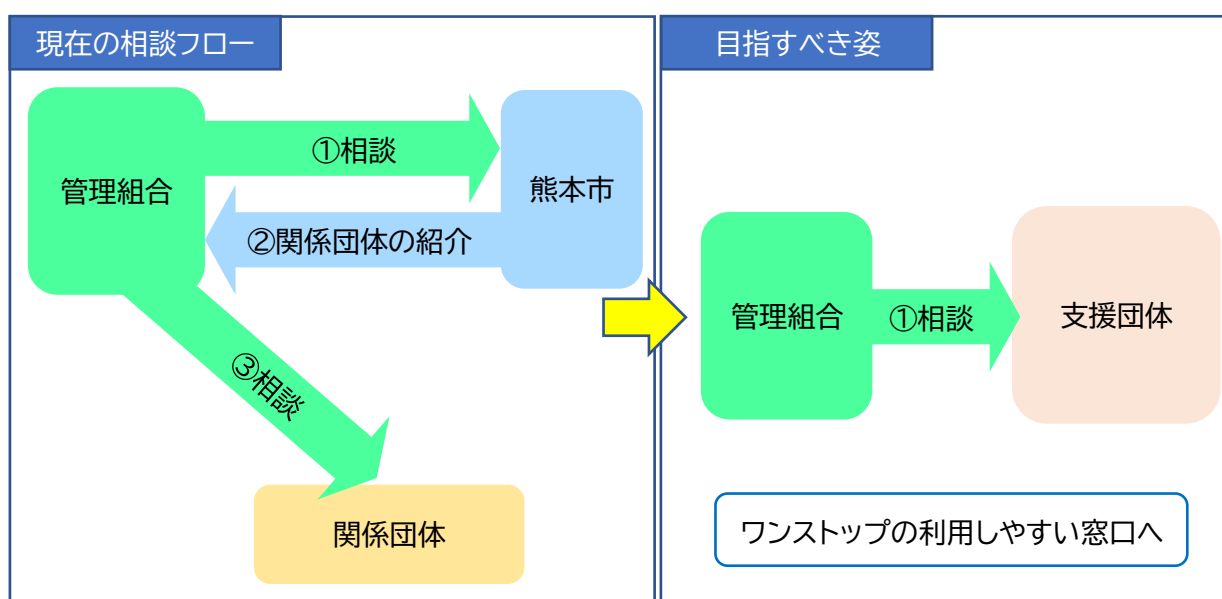 現在の相談フロー
管理組合
①相談
熊本市
②関係団体の紹介
③相談
関係団体
目指すべき姿
管理組合
①相談
支援団体
ワンストップの利用しやすい窓口へ